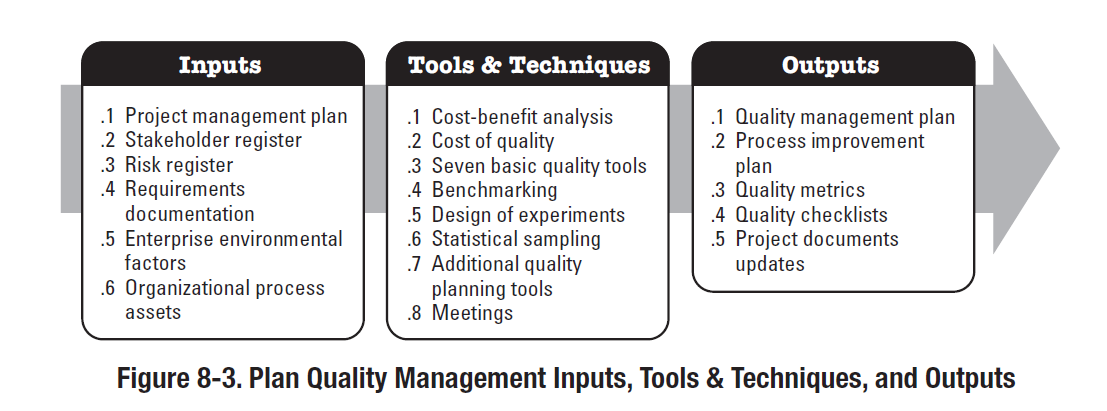 Inputs
.1 Project management plan
.2 Stakeholder register
.3 Risk register
.4 Requirements
documentation
.5 Enterprise environmental
factors
.6 Organizational process
assets
Tools & Techniques
.1 Cost-benefit analysis
.2 Cost of quality
.3 Seven basic quality tools
.4 Benchmarking
.5 Design of experiments
.6 Statistical sampling
.7 Additional quality
planning tools
.8 Meetings
Outputs
.1 Quality management plan
.2 Process improvement
plan
.3 Quality metrics
.4 Quality checklists
.5 Project documents
updates
Figure 8-3. Plan Quality Management Inputs, Tools & Techniques, and Outputs